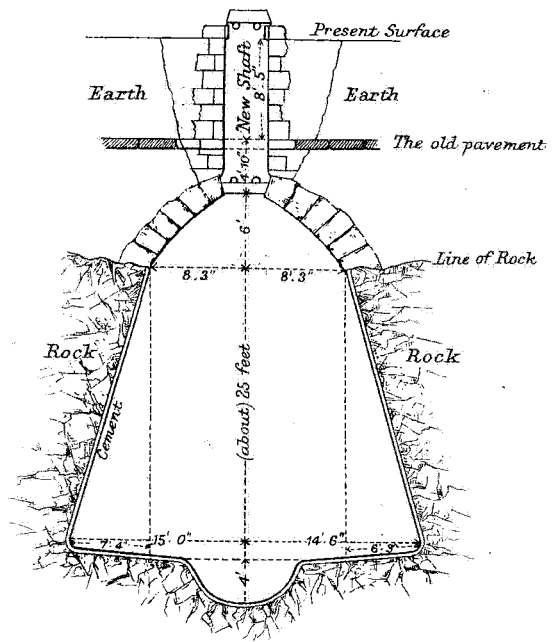 Present Surface
Earth
New Shaft
8' 5"
Earth
The old pavement
4' 10"
6'
Line of Rock
8' 3"
8' 3"
Rock
Rock
Cement
(about) 25 feet
7' 4"
15' 0"
14' 6"
6' 3"
4'